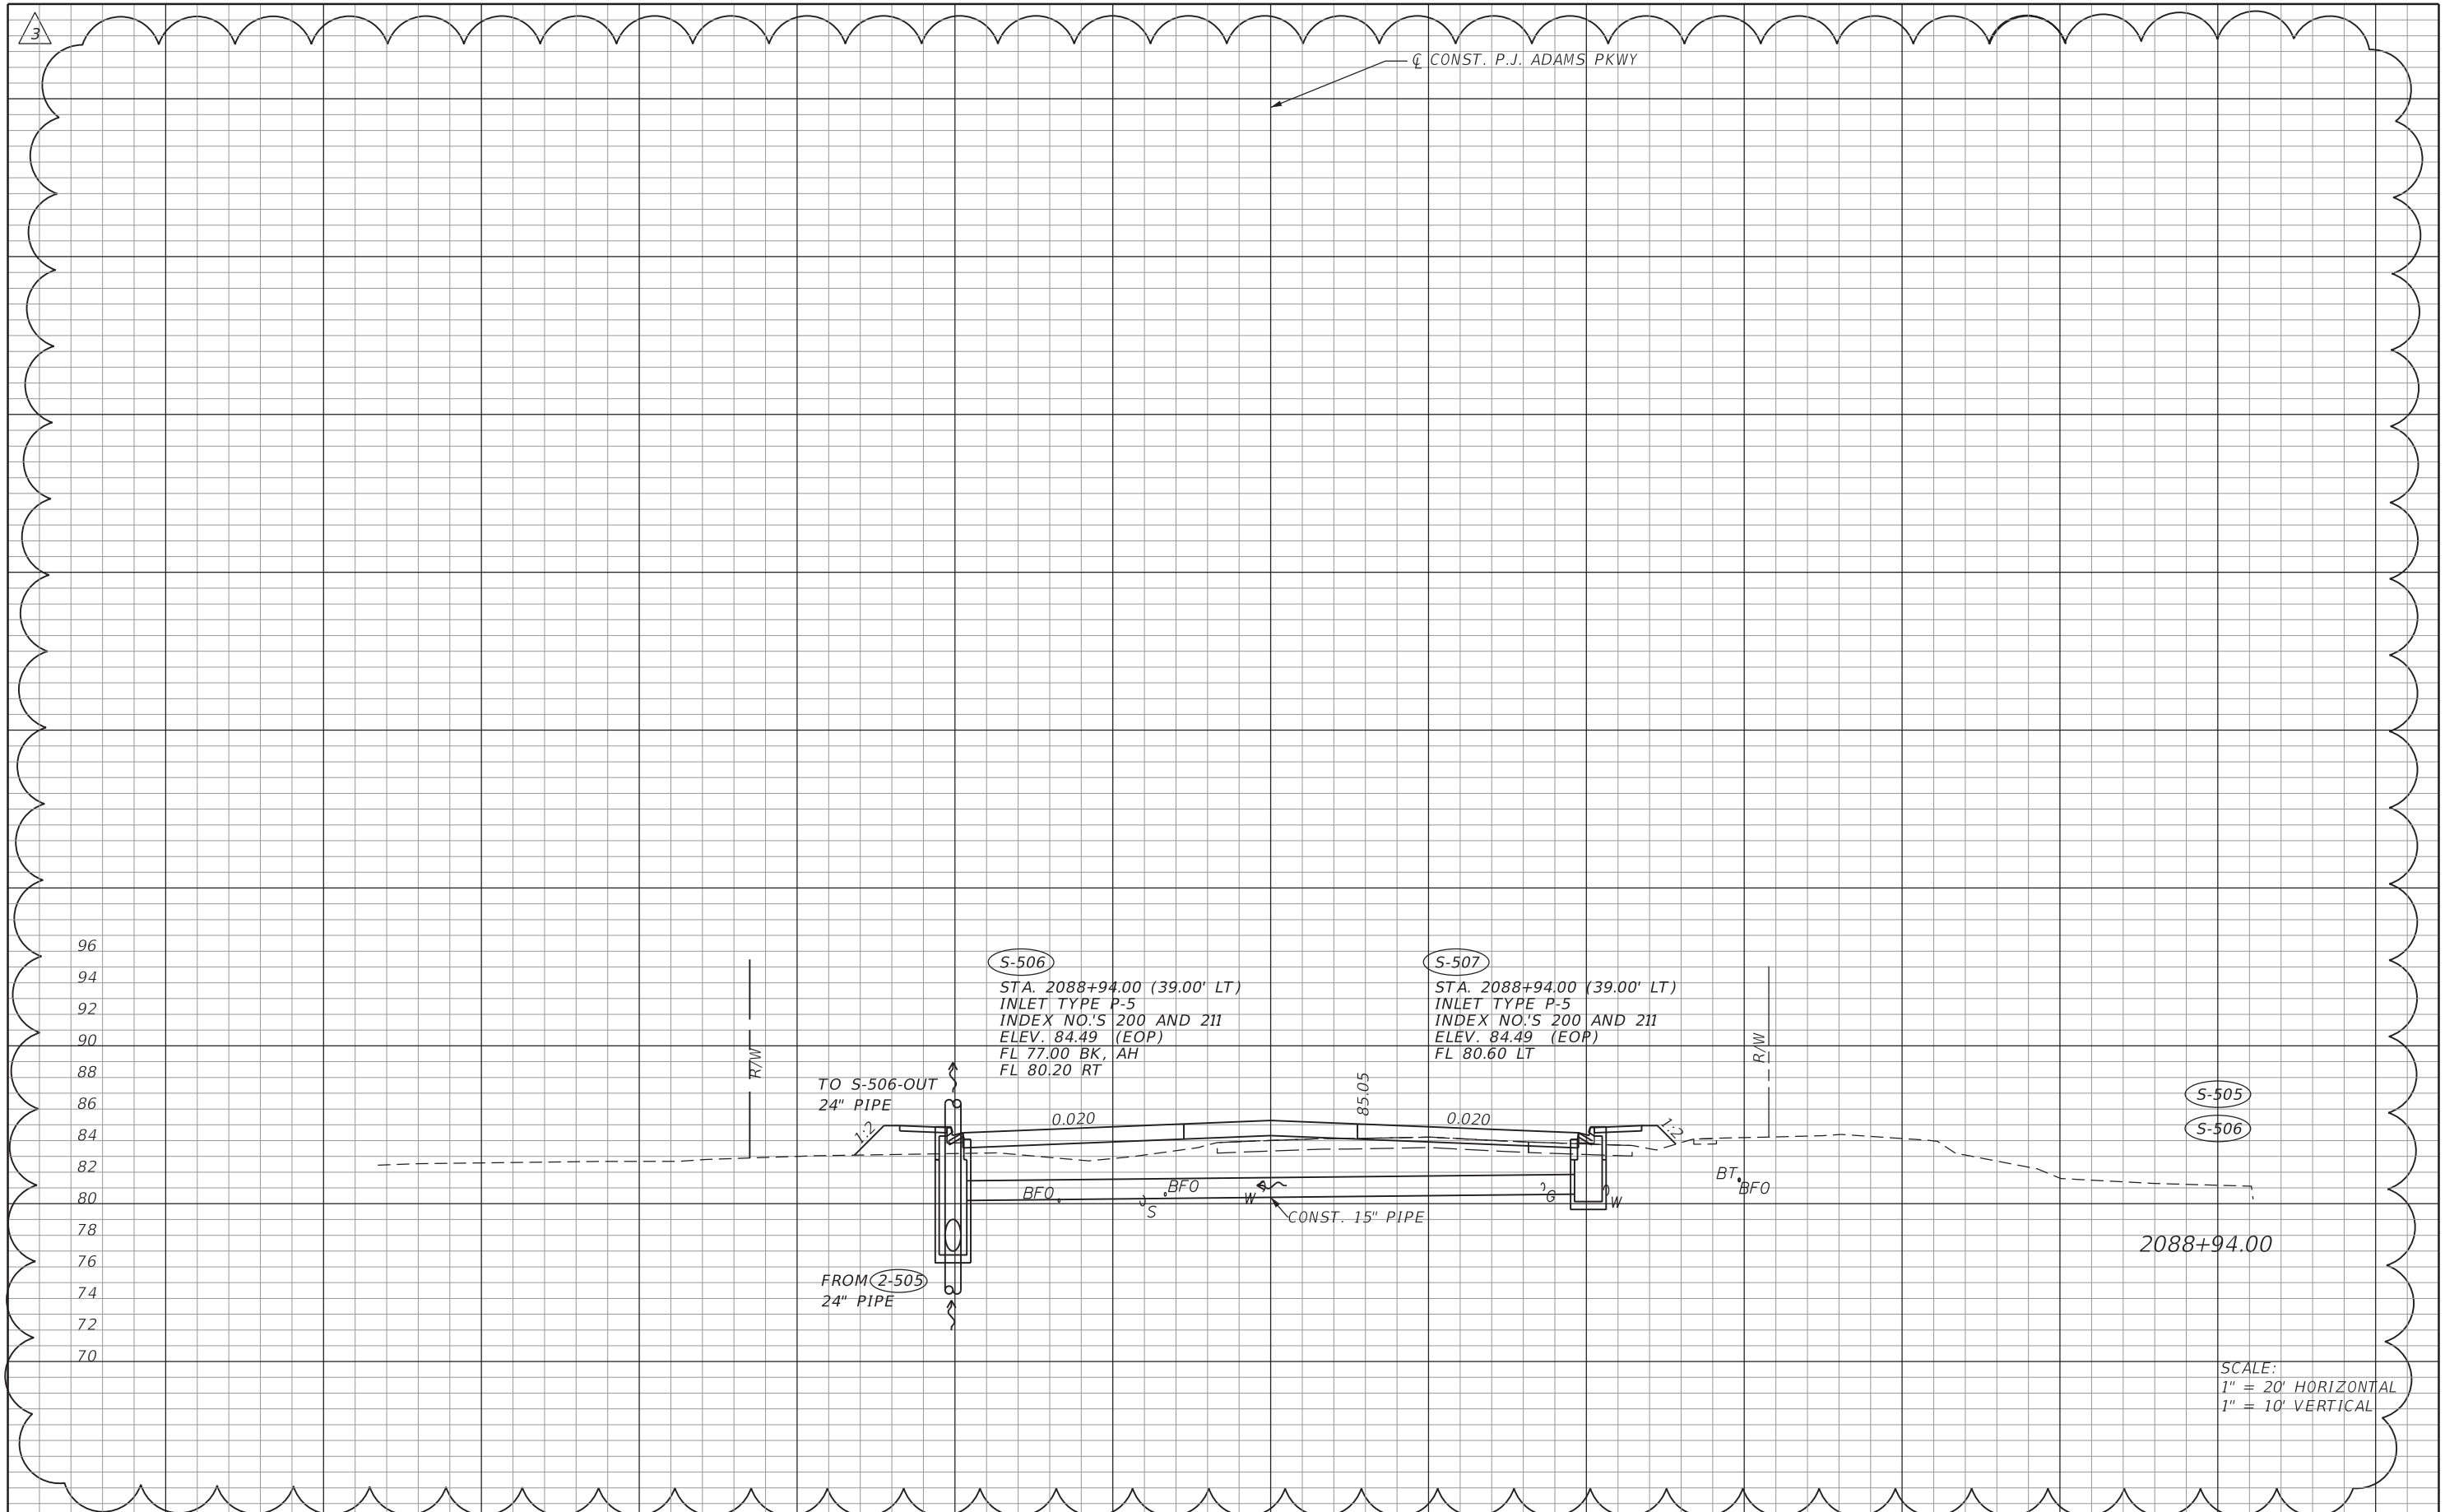 3
℄ CONST. P.J. ADAMS PKWY
96
94
92
90
88
86
84
82
80
78
76
74
72
70
R/W
TO S-506-OUT
24" PIPE
1:2
FROM 2-505
24" PIPE
S-506
STA. 2088+94.00 (39.00' LT)
INLET TYPE P-5
INDEX NO.'S 200 AND 211
ELEV. 84.49 (EOP)
FL 77.00 BK, AH
FL 80.20 RT
0.020
85.05
0.020
S-507
STA. 2088+94.00 (39.00' LT)
INLET TYPE P-5
INDEX NO.'S 200 AND 211
ELEV. 84.49 (EOP)
FL 80.60 LT
1:2
R/W
BFO
S
BFO
W
CONST. 15" PIPE
G
W
BT
BFO
S-505
S-506
2088+94.00
SCALE:
1" = 20' HORIZONTAL
1" = 10' VERTICAL